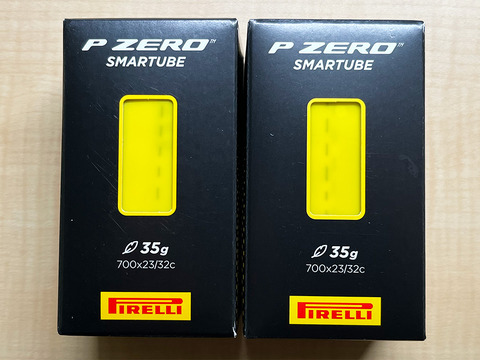 P ZERO™
SMARTUBE
35g
700x23/32c
PIRELLI
P ZERO™
SMARTUBE
35g
700x23/32c
PIRELLI